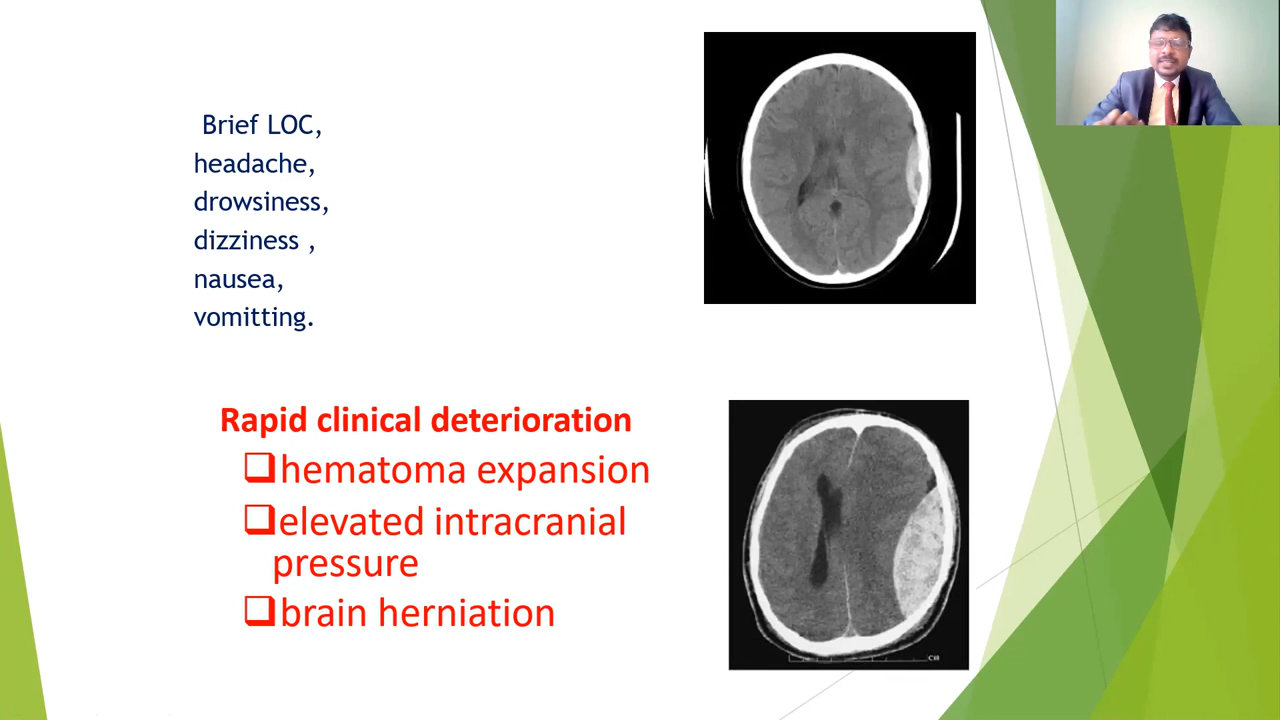 Brief LOC,
headache,
drowsiness,
dizziness ,
nausea,
vomitting.
Rapid clinical deterioration
hematoma expansion
elevated intracranial
pressure
brain herniation